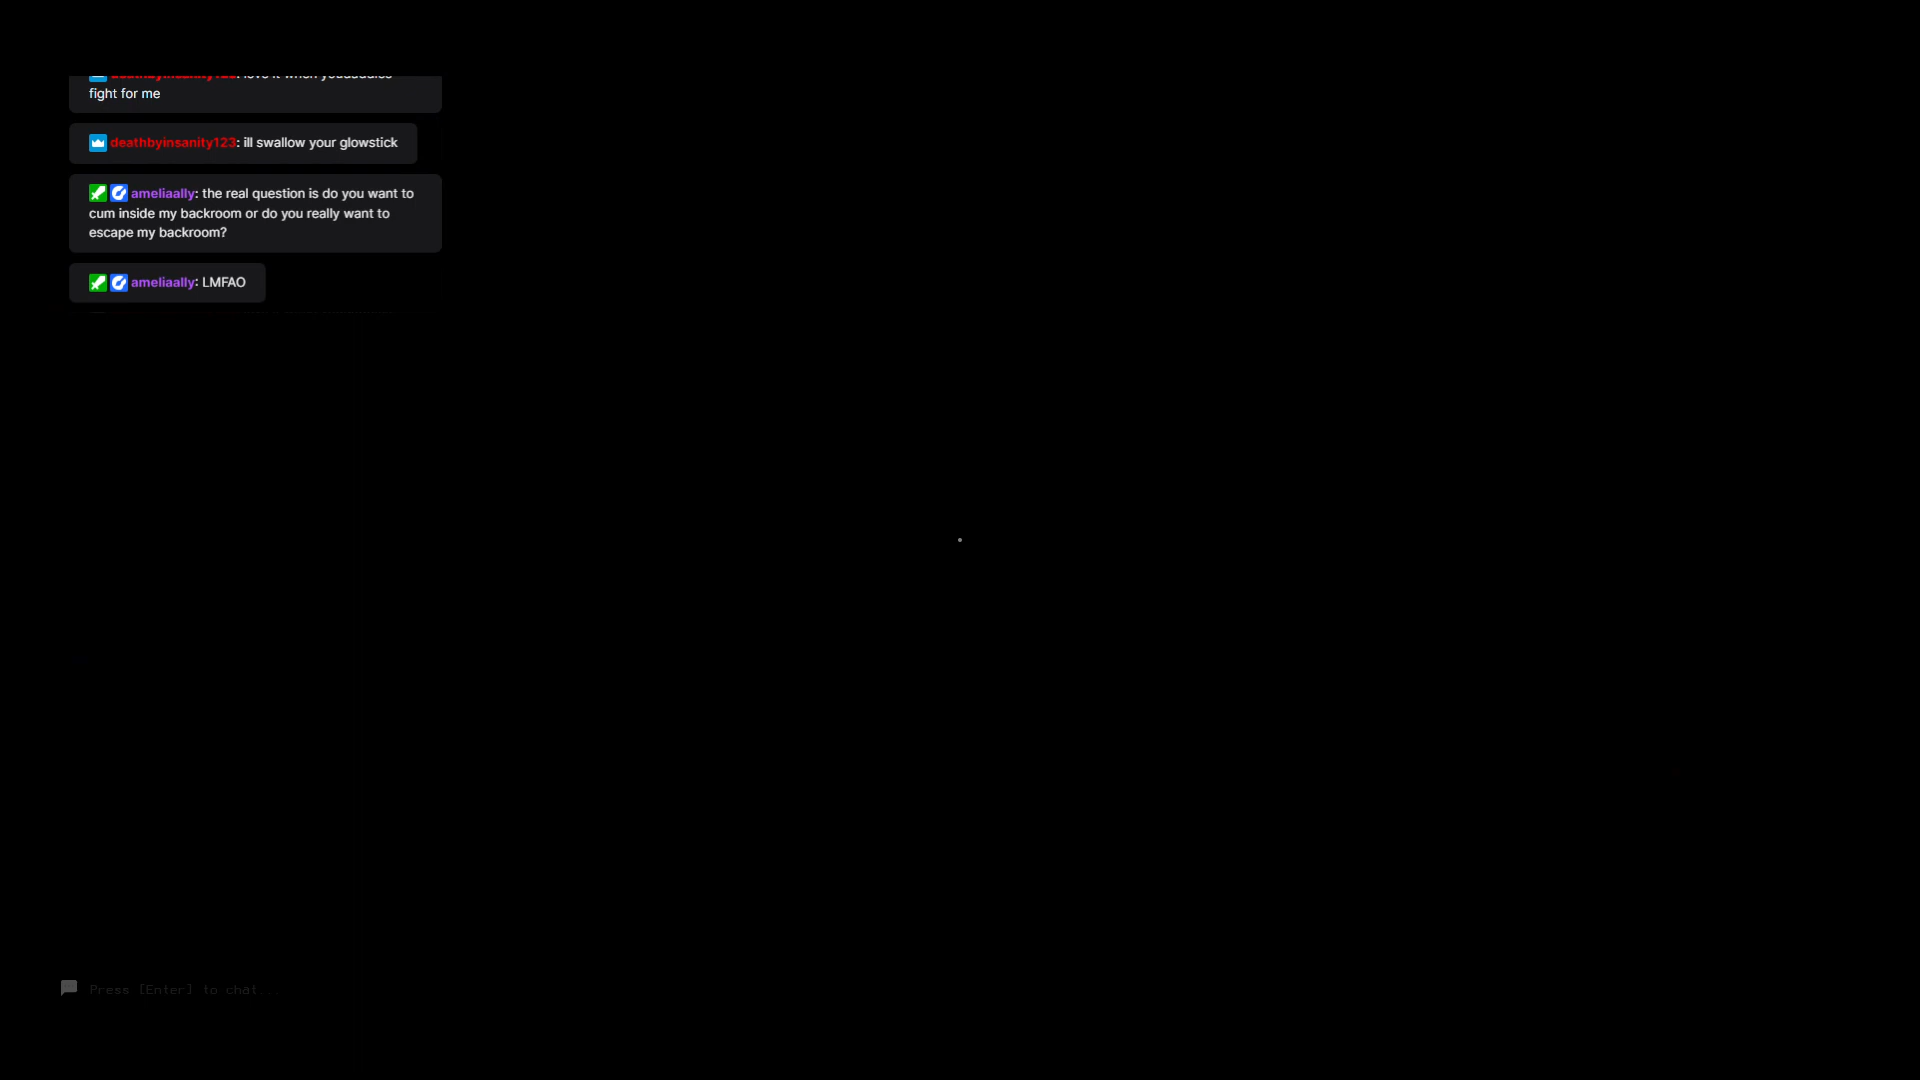 fight for me
deathbyinsanity123: ill swallow your glowstick
ameliaally: the real question is do you want to
cum inside my backroom or do you really want to
escape my backroom?
ameliaally: LMFAO
Press [Enter] to chat...